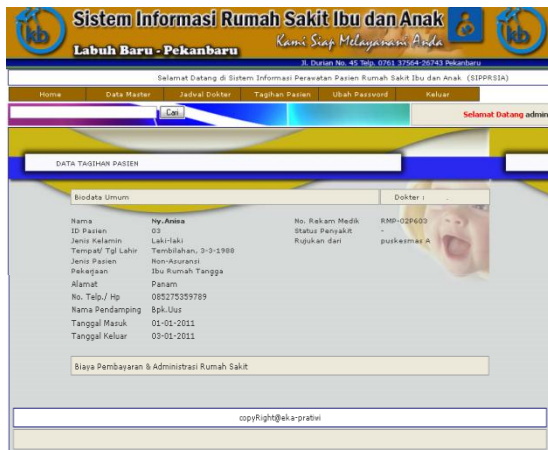 Sistem Informasi Rumah Sakit Ibu dan Anak
Labuh Baru - Pekanbaru
Kami Siap Melayanani Anda
Jl. Durian No. 45 Telp. 0761 37564-26743 Pekanbaru
Selamat Datang di Sistem Informasi Perawatan Pasien Rumah Sakit Ibu dan Anak (SIPPRSIA)
Home Data Master Jadwal Dokter Tagihan Pasien Ubah Password Keluar
Cari Selamat Datang admin
DATA TAGIHAN PASIEN
Biodata Umum Dokter :
Nama Ny.Anisa No. Rekam Medik RMP-02P603
ID Pasien 03 Status Penyakit -
Jenis Kelamin Laki-laki Rujukan dari puskesmas A
Tempat/ Tgl Lahir Tembilahan, 3-3-1988
Jenis Pasien Non-Asuransi
Pekerjaan Ibu Rumah Tangga
Alamat Panam
No. Telp./ Hp 085275359789
Nama Pendamping Bpk.Uus
Tanggal Masuk 01-01-2011
Tanggal Keluar 03-01-2011
Biaya Pembayaran & Administrasi Rumah Sakit
copyRight@eka-pratiwi